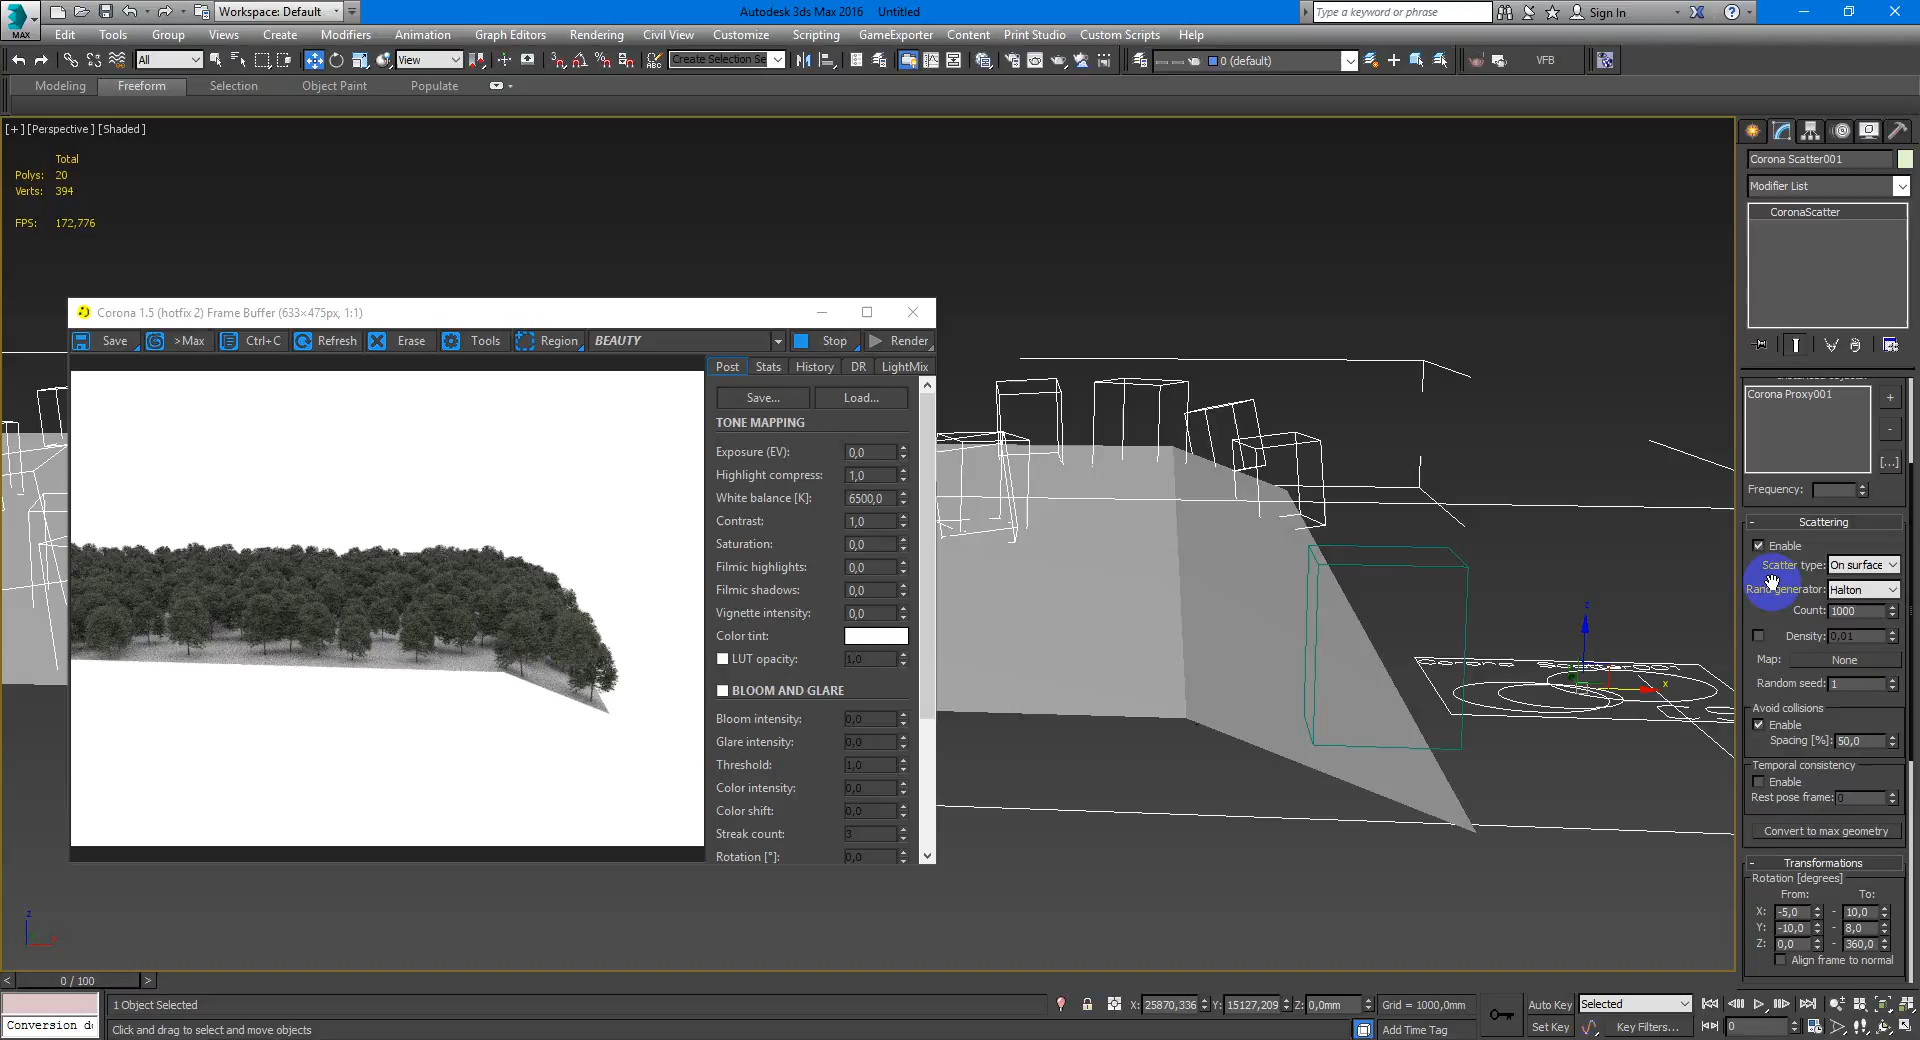 Workspace: Default
Autodesk 3ds Max 2016 Untitled
Type a keyword or phrase
Sign In
MAX
Edit Tools Group Views Create Modifiers Animation Graph Editors Rendering Civil View Customize Scripting GameExporter Content Print Studio Custom Scripts Help
All View Create Selection Se 0 (default) VFB
Modeling Freeform Selection Object Paint Populate
[+] [Perspective] [Shaded]
Total
Polys: 20
Verts: 394
FPS: 172,776
Corona Scatter001
Modifier List
CoronaScatter
Corona 1.5 (hotfix 2) Frame Buffer (633×475px, 1:1)
Save >Max Ctrl+C Refresh Erase Tools Region BEAUTY Stop Render
Post Stats History DR LightMix
Save... Load...
TONE MAPPING
Exposure (EV): 0,0
Highlight compress: 1,0
White balance [K]: 6500,0
Contrast: 1,0
Saturation: 0,0
Filmic highlights: 0,0
Filmic shadows: 0,0
Vignette intensity: 0,0
Color tint:
LUT opacity: 1,0
BLOOM AND GLARE
Bloom intensity: 0,0
Glare intensity: 0,0
Threshold: 1,0
Color intensity: 0,0
Color shift: 0,0
Streak count: 3
Rotation [°]: 0,0
z
x
Corona Proxy001
+
-
[...]
Frequency:
- Scattering
Enable
Scatter type: On surface
Rand generator: Halton
Count: 1000
Density: 0,01
Map: None
Random seed: 1
Avoid collisions
Enable
Spacing [%]: 50,0
Temporal consistency
Enable
Rest pose frame: 0
Convert to max geometry
- Transformations
Rotation [degrees]
From: To:
X: -5,0 - 10,0
Y: -10,0 - 8,0
Z: 0,0 - 360,0
Align frame to normal
z
< 0 / 100 >
1 Object Selected X: 25870,336 Y: 15127,209 Z: 0,0mm Grid = 1000,0mm Auto Key Selected
Conversion d Click and drag to select and move objects Add Time Tag Set Key Key Filters... 0